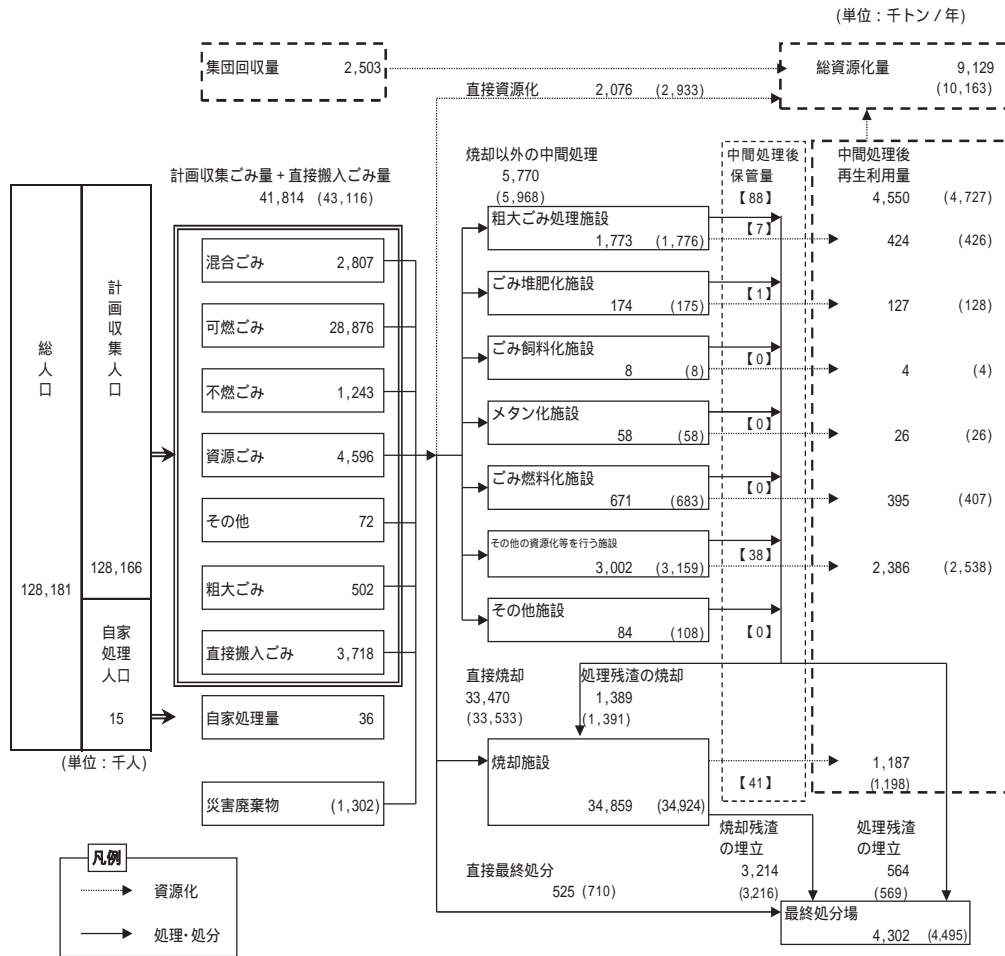 (単位：千トン / 年)
集団回収量 2,503
総資源化量 9,129
(10,163)
直接資源化 2,076 (2,933)
計画収集ごみ量 + 直接搬入ごみ量
41,814 (43,116)
焼却以外の中間処理
5,770
(5,968)
中間処理後
保管量
【88】
中間処理後
再生利用量
4,550 (4,727)
総人口
128,181
計画収集人口
128,166
自家
処理
人口
15
(単位：千人)
混合ごみ 2,807
可燃ごみ 28,876
不燃ごみ 1,243
資源ごみ 4,596
その他 72
粗大ごみ 502
直接搬入ごみ 3,718
自家処理量 36
災害廃棄物 (1,302)
粗大ごみ処理施設
1,773 (1,776)
【7】
424 (426)
ごみ堆肥化施設
174 (175)
【1】
127 (128)
ごみ飼料化施設
8 (8)
【0】
4 (4)
メタン化施設
58 (58)
【0】
26 (26)
ごみ燃料化施設
671 (683)
【0】
395 (407)
その他の資源化等を行う施設
3,002 (3,159)
【38】
2,386 (2,538)
その他施設
84 (108)
【0】
直接焼却
33,470
(33,533)
処理残渣の焼却
1,389
(1,391)
焼却施設
34,859 (34,924)
【41】
1,187
(1,198)
焼却残渣
の埋立
3,214
(3,216)
処理残渣
の埋立
564
(569)
直接最終処分
525 (710)
最終処分場
4,302 (4,495)
凡例
資源化
処理・処分